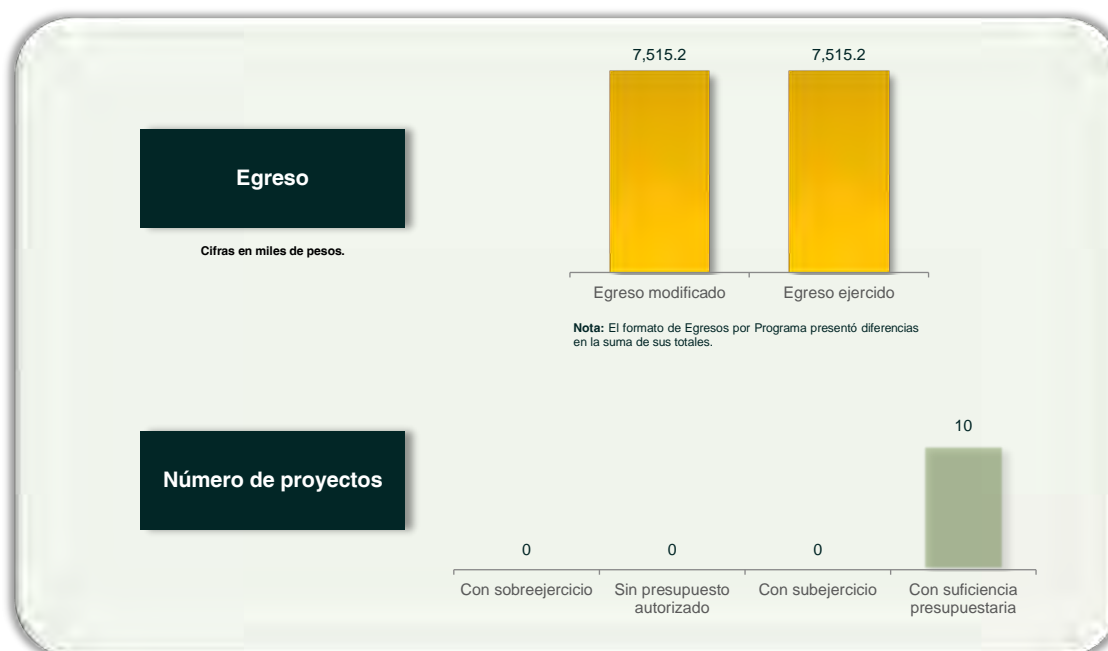 7,515.2 7,515.2
Egreso
Cifras en miles de pesos.
Egreso modificado Egreso ejercido
Nota: El formato de Egresos por Programa presentó diferencias
en la suma de sus totales.
10
Número de proyectos
0 0 0
Con sobreejercicio Sin presupuesto Con subejercicio Con suficiencia
autorizado presupuestaria